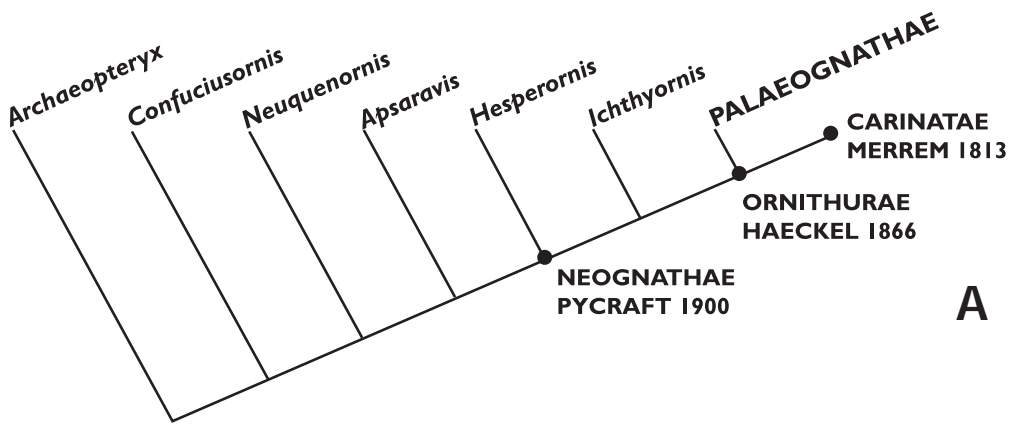 Archaeopteryx
Confuciusornis
Neuquenornis
Apsaravis
Hesperornis
Ichthyornis
PALAEOGNATHAE
CARINATAE
MERREM 1813
ORNITHURAE
HAECKEL 1866
NEOGNATHAE
PYCRAFT 1900
A